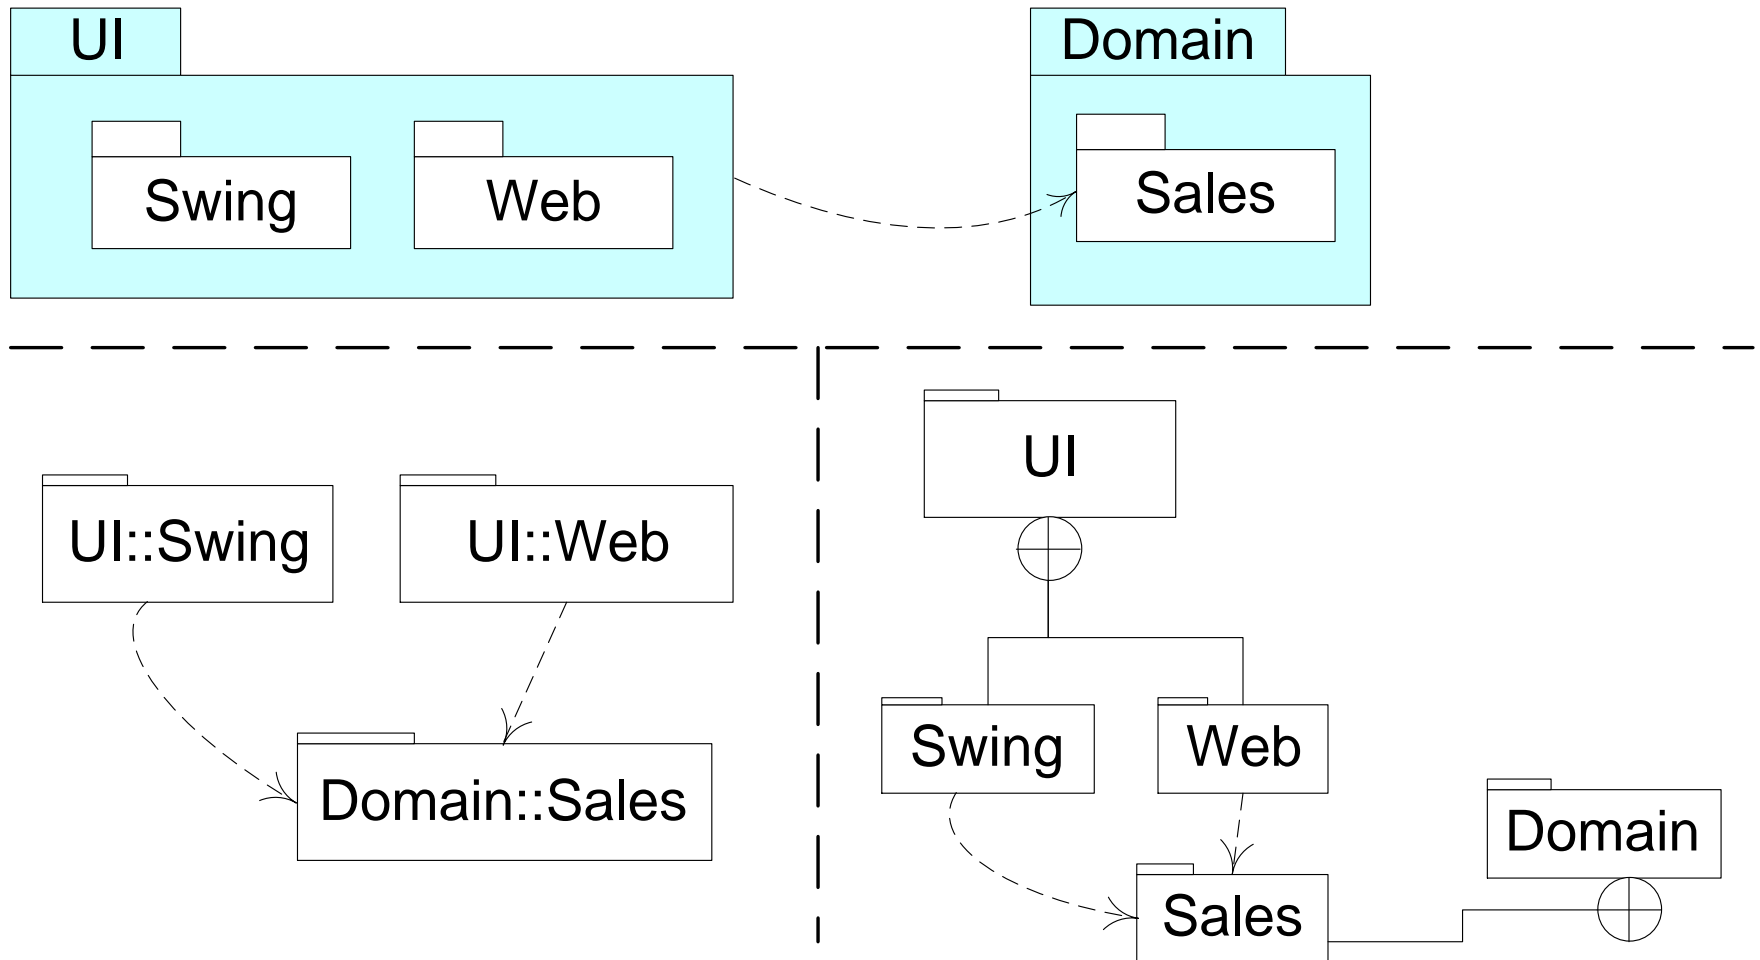 UI
Domain
Swing
Web
Sales
UI::Swing
UI::Web
Domain::Sales
UI
Swing
Web
Domain
Sales